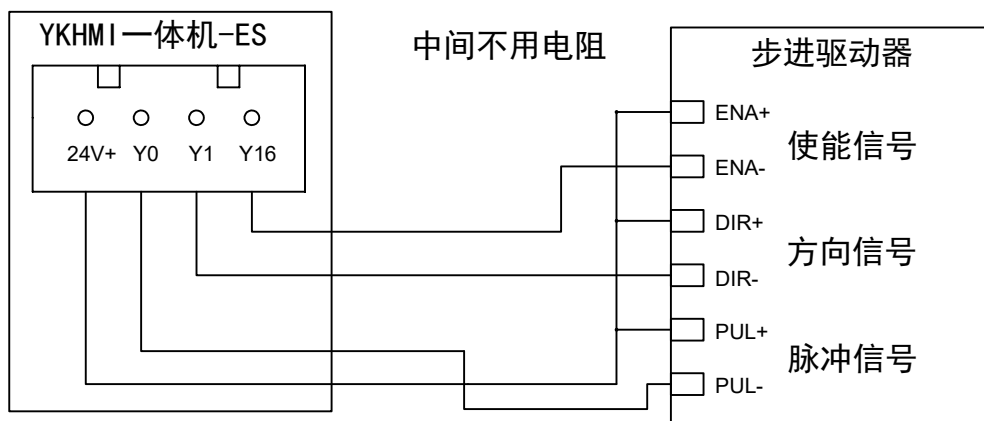 YKHMI一体机-ES
24V+ Y0 Y1 Y16
中间不用电阻
步进驱动器
ENA+
使能信号
ENA-
DIR+
方向信号
DIR-
PUL+
脉冲信号
PUL-